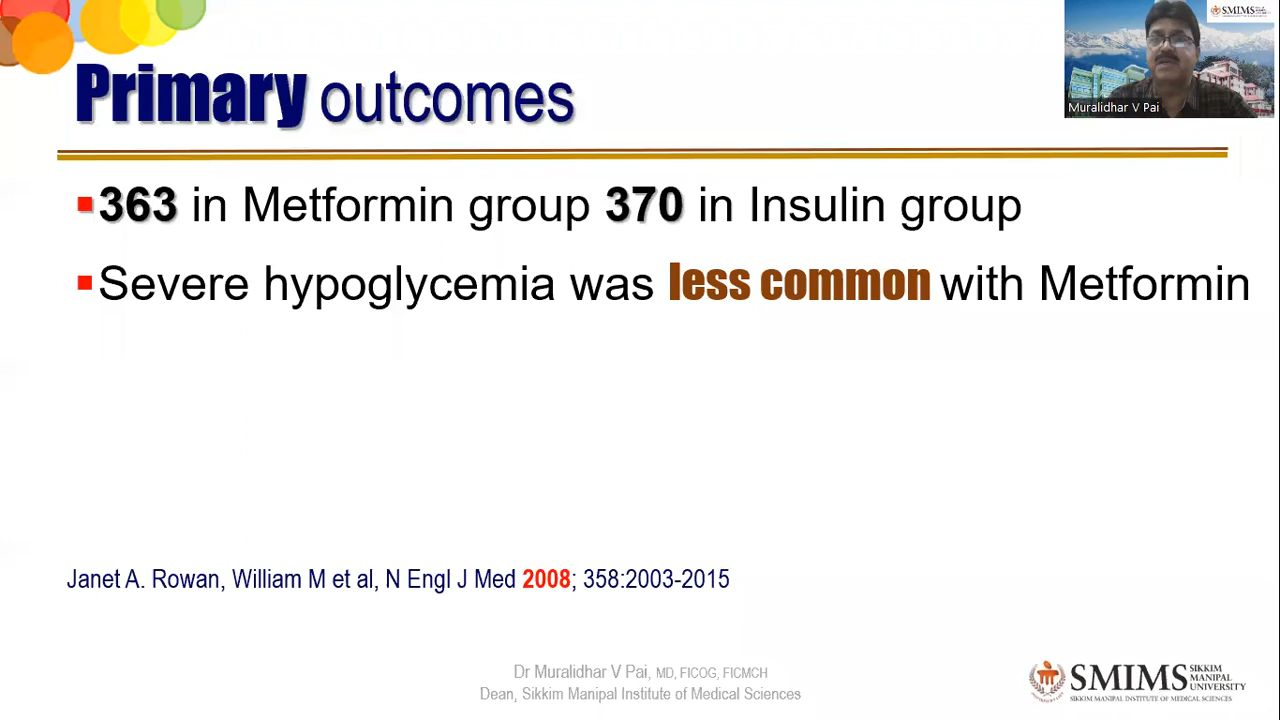 SMIMS
Muralidhar V Pai
Primary outcomes
363 in Metformin group 370 in Insulin group
Severe hypoglycemia was less common with Metformin
Janet A. Rowan, William M et al, N Engl J Med 2008; 358:2003-2015
Dr Muralidhar V Pai, MD, FICOG, FICMCH
Dean, Sikkim Manipal Institute of Medical Sciences
SMIMS SIKKIM MANIPAL UNIVERSITY
SIKKIM MANIPAL INSTITUTE OF MEDICAL SCIENCES